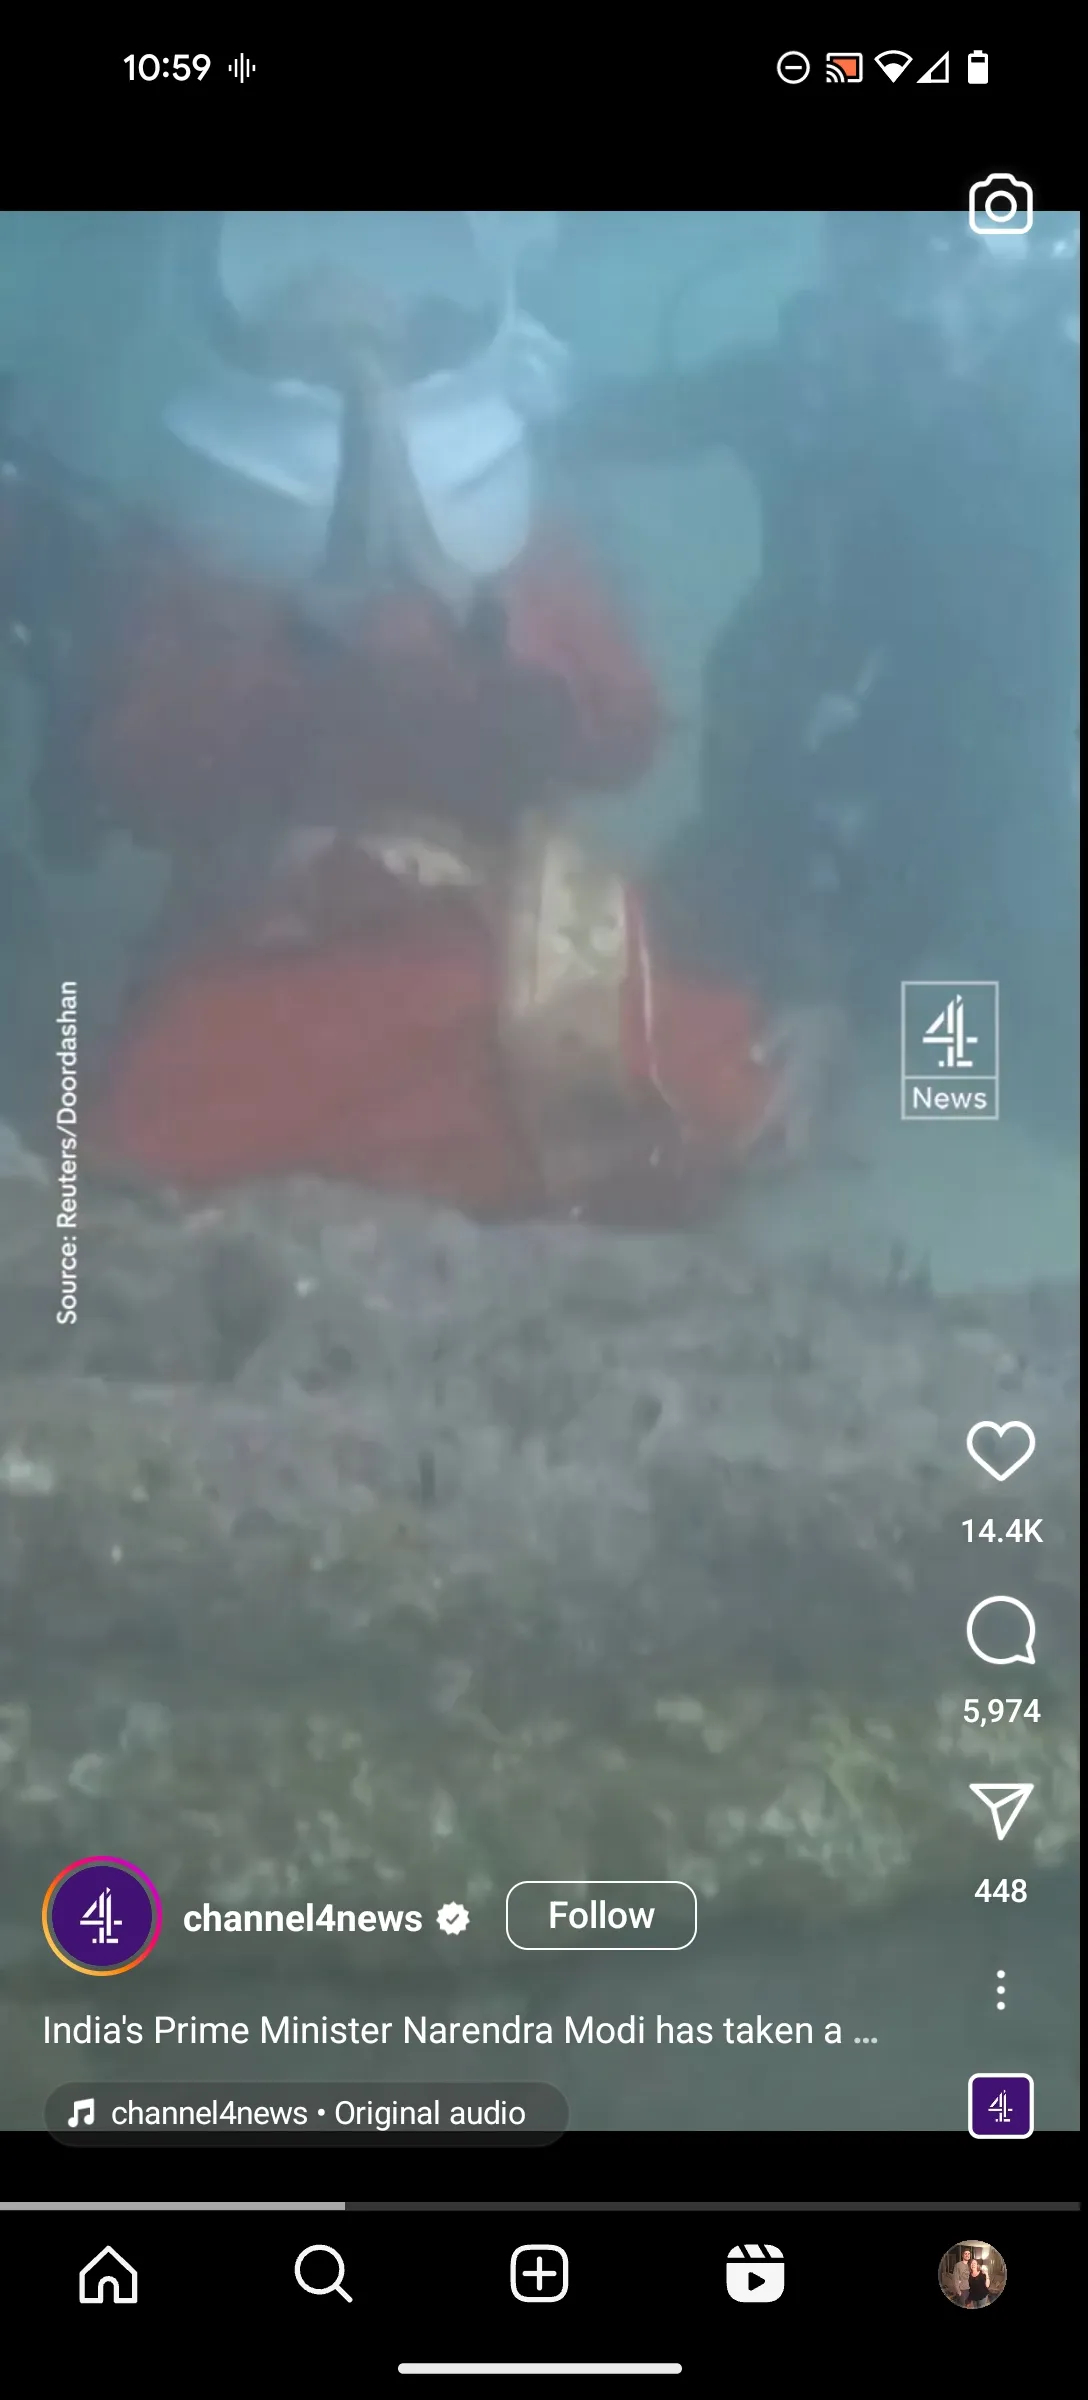 10:59
Source: Reuters/Doordashan
4
News
14.4K
5,974
448
channel4news
Follow
India's Prime Minister Narendra Modi has taken a ...
channel4news • Original audio